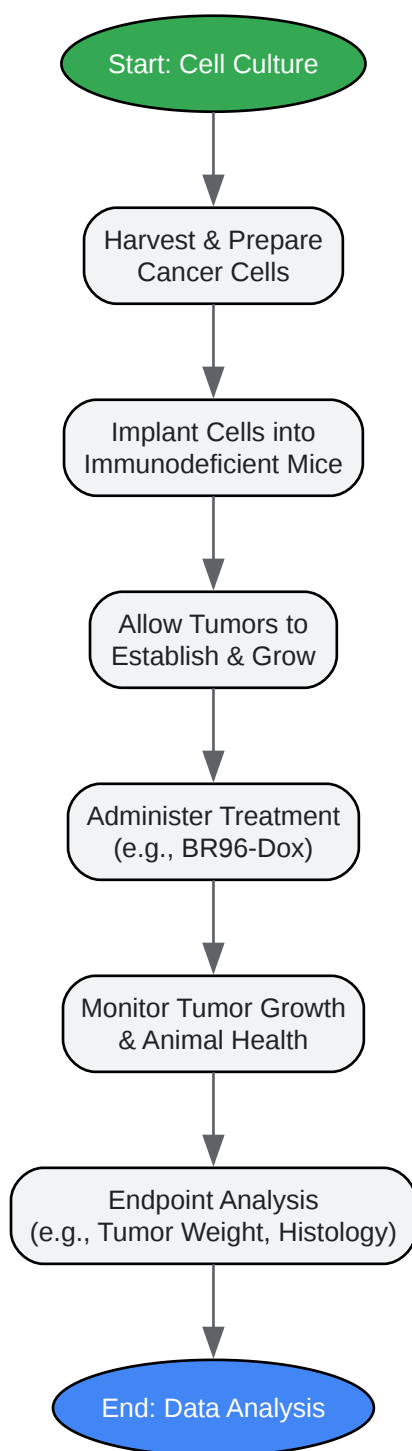 Start: Cell Culture
Harvest & Prepare
Cancer Cells
Implant Cells into
Immunodeficient Mice
Allow Tumors to
Establish & Grow
Administer Treatment
(e.g., BR96-Dox)
Monitor Tumor Growth
& Animal Health
Endpoint Analysis
(e.g., Tumor Weight, Histology)
End: Data Analysis